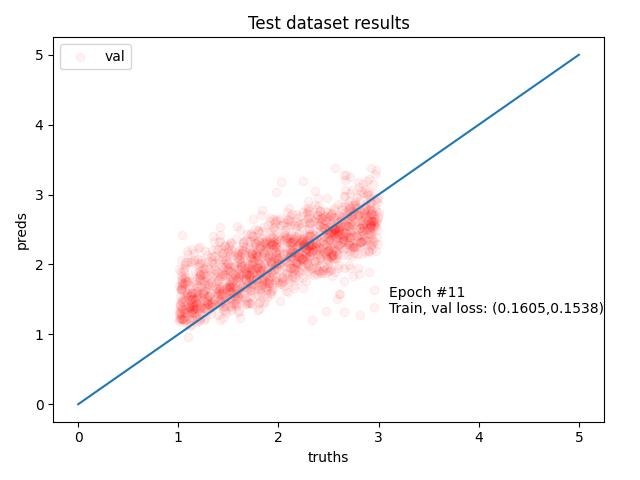 Test dataset results
val
5
4
3
2
1
0
preds
Epoch #11
Train, val loss: (0.1605,0.1538)
0 1 2 3 4 5
truths